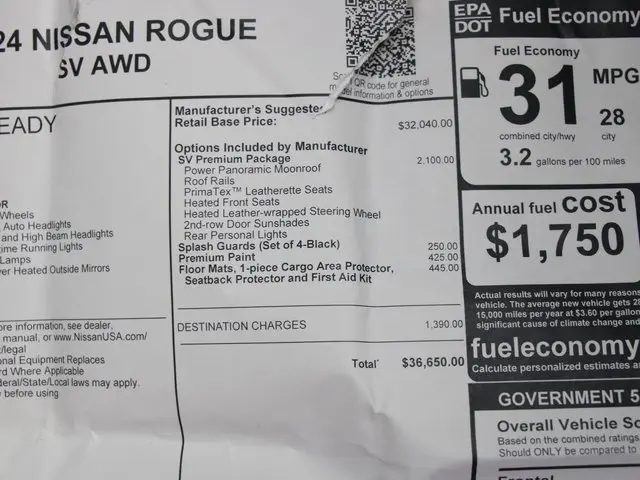 24 NISSAN ROGUE
SV AWD
QR code for general
information & options
EADY
OR
Wheels
Auto Headlights
and High Beam Headlights
time Running Lights
Lamps
ver Heated Outside Mirrors
ore information, see dealer,
manual, or www.NissanUSA.com/
/legal
onal Equipment Replaces
rd Where Applicable
deral/State/Local laws may apply.
before using
Manufacturer's Suggeste
Retail Base Price: $32,040.00
Options Included by Manufacturer
SV Premium Package 2,100.00
Power Panoramic Moonroof
Roof Rails
PrimaTex™ Leatherette Seats
Heated Front Seats
Heated Leather-wrapped Steering Wheel
2nd-row Door Sunshades
Rear Personal Lights
Splash Guards (Set of 4-Black) 250.00
Premium Paint 425.00
Floor Mats, 1-piece Cargo Area Protector, 445.00
Seatback Protector and First Aid Kit
DESTINATION CHARGES 1,390.00
Total* $36,650.00
EPA
DOT
Fuel Economy
Fuel Economy
31 MPG
28
combined city/hwy city
3.2 gallons per 100 miles
Annual fuel cost
$1,750
Actual results will vary for many reasons
vehicle. The average new vehicle gets 28
15,000 miles per year at $3.60 per gallon
significant cause of climate change and
fueleconomy
Calculate personalized estimates a
GOVERNMENT 5
Overall Vehicle Sc
Based on the combined ratings
Should ONLY be compared to
Frontal